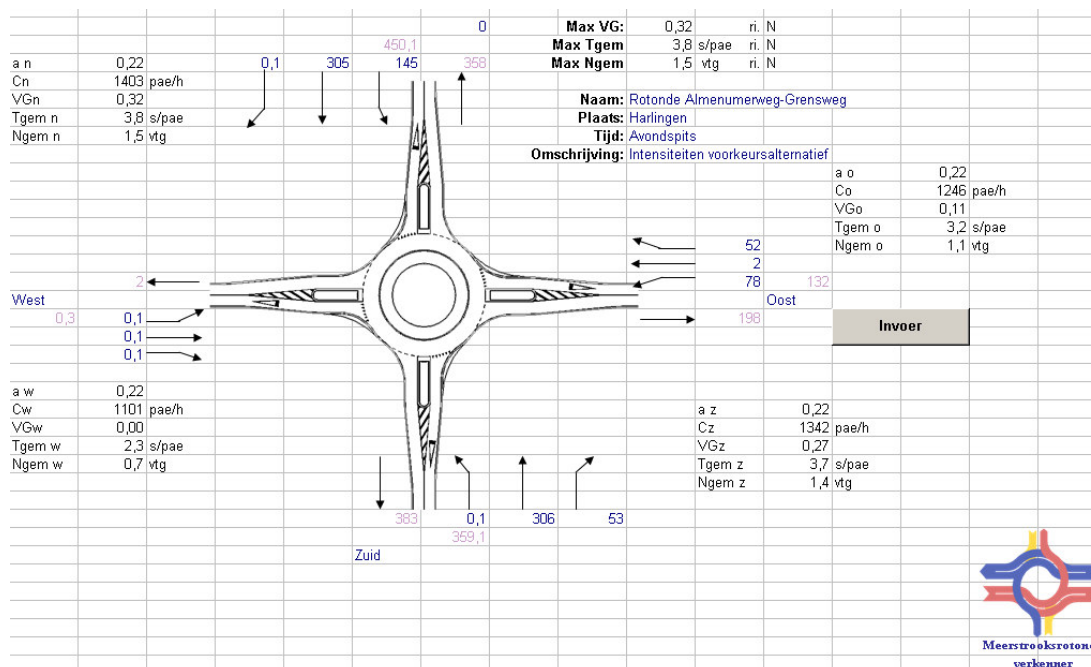 0 Max VG: 0,32 ri. N
450,1 Max Tgem 3,8 s/pae ri. N
a n 0,22 0,1 305 145 358 Max Ngem 1,5 vtg ri. N
Cn 1403 pae/h
VGn 0,32 Naam: Rotonde Almenumerweg-Grensweg
Tgem n 3,8 s/pae Plaats: Harlingen
Ngem n 1,5 vtg Tijd: Avondspits
Omschrijving: Intensiteiten voorkeursalternatief
a o 0,22
Co 1246 pae/h
VGo 0,11
Tgem o 3,2 s/pae
52 Ngem o 1,1 vtg
2
2 78 132
West Oost
0,3 0,1 198 Invoer
0,1
0,1
a w 0,22
Cw 1101 pae/h a z 0,22
VGw 0,00 Cz 1342 pae/h
Tgem w 2,3 s/pae VGz 0,27
Ngem w 0,7 vtg Tgem z 3,7 s/pae
Ngem z 1,4 vtg
383 0,1 306 53
359,1
Zuid
verkenner